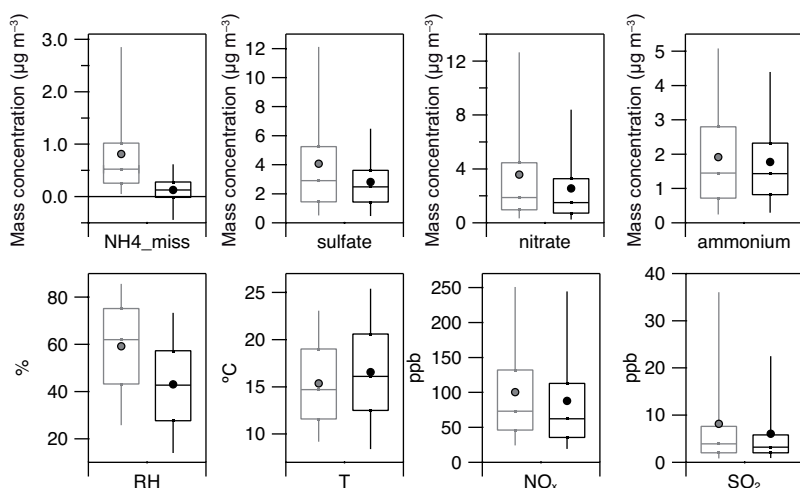 Mass concentration (µg m⁻³)
3.0
2.0
1.0
0.0
NH4_miss
Mass concentration (µg m⁻³)
12
10
8
6
4
2
0
sulfate
Mass concentration (µg m⁻³)
12
8
4
0
nitrate
Mass concentration (µg m⁻³)
5
4
3
2
1
0
ammonium
%
80
60
40
20
RH
ºC
25
20
15
10
T
ppb
250
200
150
100
50
0
NOₓ
ppb
40
30
20
10
0
SO₂